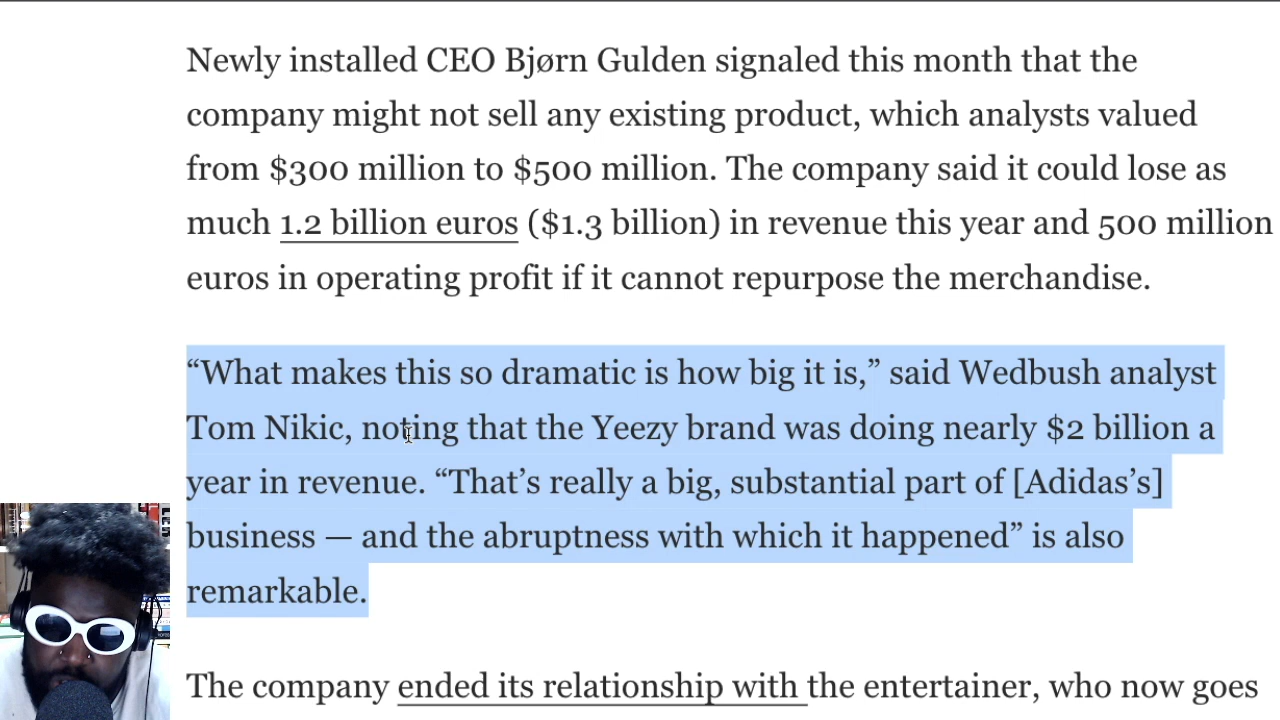 Newly installed CEO Bjørn Gulden signaled this month that the
company might not sell any existing product, which analysts valued
from $300 million to $500 million. The company said it could lose as
much 1.2 billion euros ($1.3 billion) in revenue this year and 500 million
euros in operating profit if it cannot repurpose the merchandise.
“What makes this so dramatic is how big it is,” said Wedbush analyst
Tom Nikic, noting that the Yeezy brand was doing nearly $2 billion a
year in revenue. “That’s really a big, substantial part of [Adidas’s]
business — and the abruptness with which it happened” is also
remarkable.
The company ended its relationship with the entertainer, who now goes